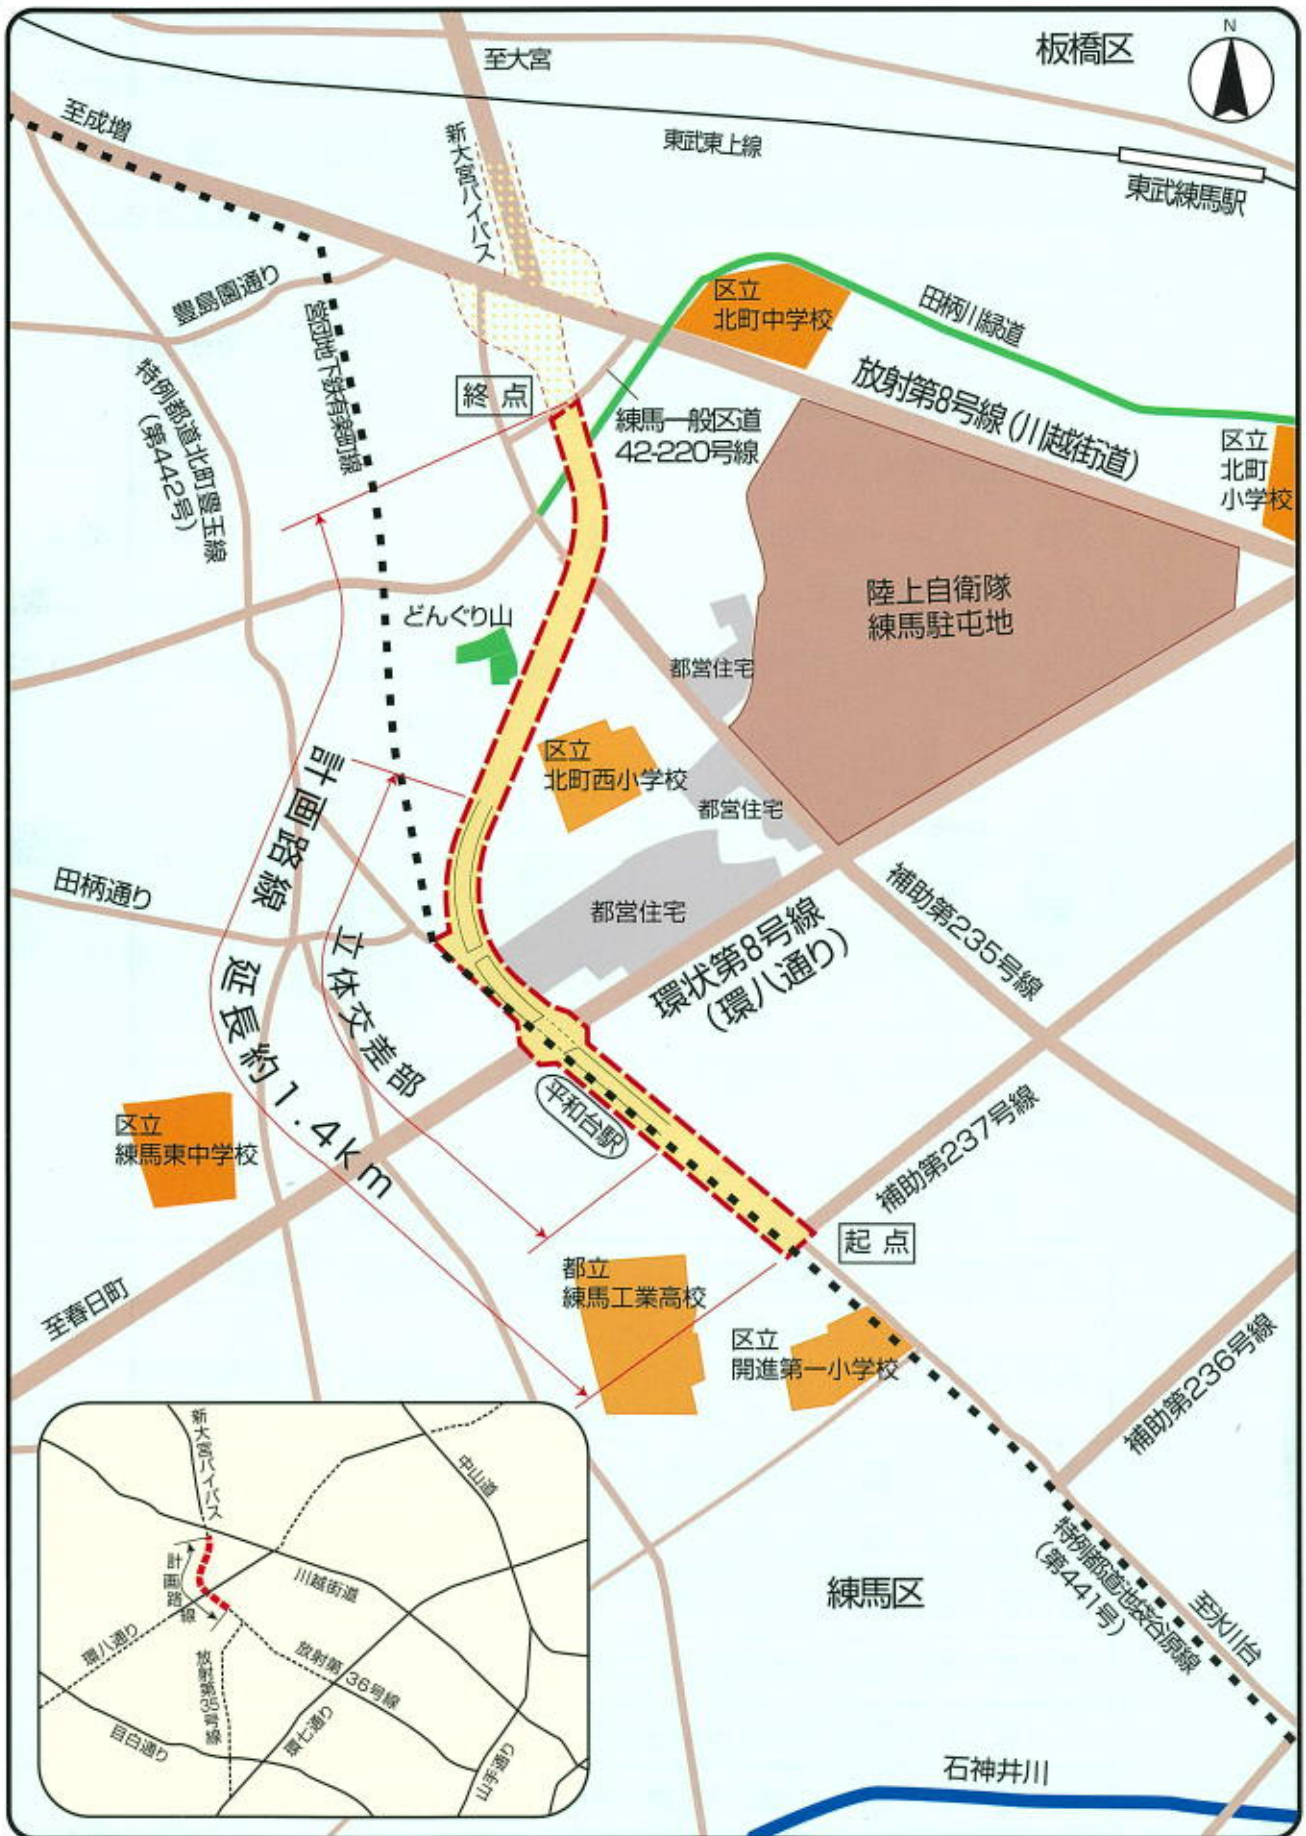 N
板橋区
至大宮
至成増
新大宮バイパス
東武東上線
東武練馬駅
豊島園通り
営団地下鉄有楽町線
区立
北町中学校
田柄川緑道
特例都道北町豊玉線
(第442号)
終点
練馬一般区道
42-220号線
放射第8号線(川越街道)
区立
北町
小学校
陸上自衛隊
練馬駐屯地
どんぐり山
都営住宅
区立
北町西小学校
都営住宅
計画路線 延長約1.4km
田柄通り
都営住宅
立体交差部
環状第8号線
(環八通り)
補助第235号線
区立
練馬東中学校
平和台駅
補助第237号線
起点
都立
練馬工業高校
至春日町
区立
開進第一小学校
補助第236号線
特例都道池袋谷原線
(第441号)
至氷川台
練馬区
石神井川
新大宮バイパス
中山道
計画路線
川越街道
環八通り
放射第35号線
放射第36号線
目白通り
環七通り
山手通り